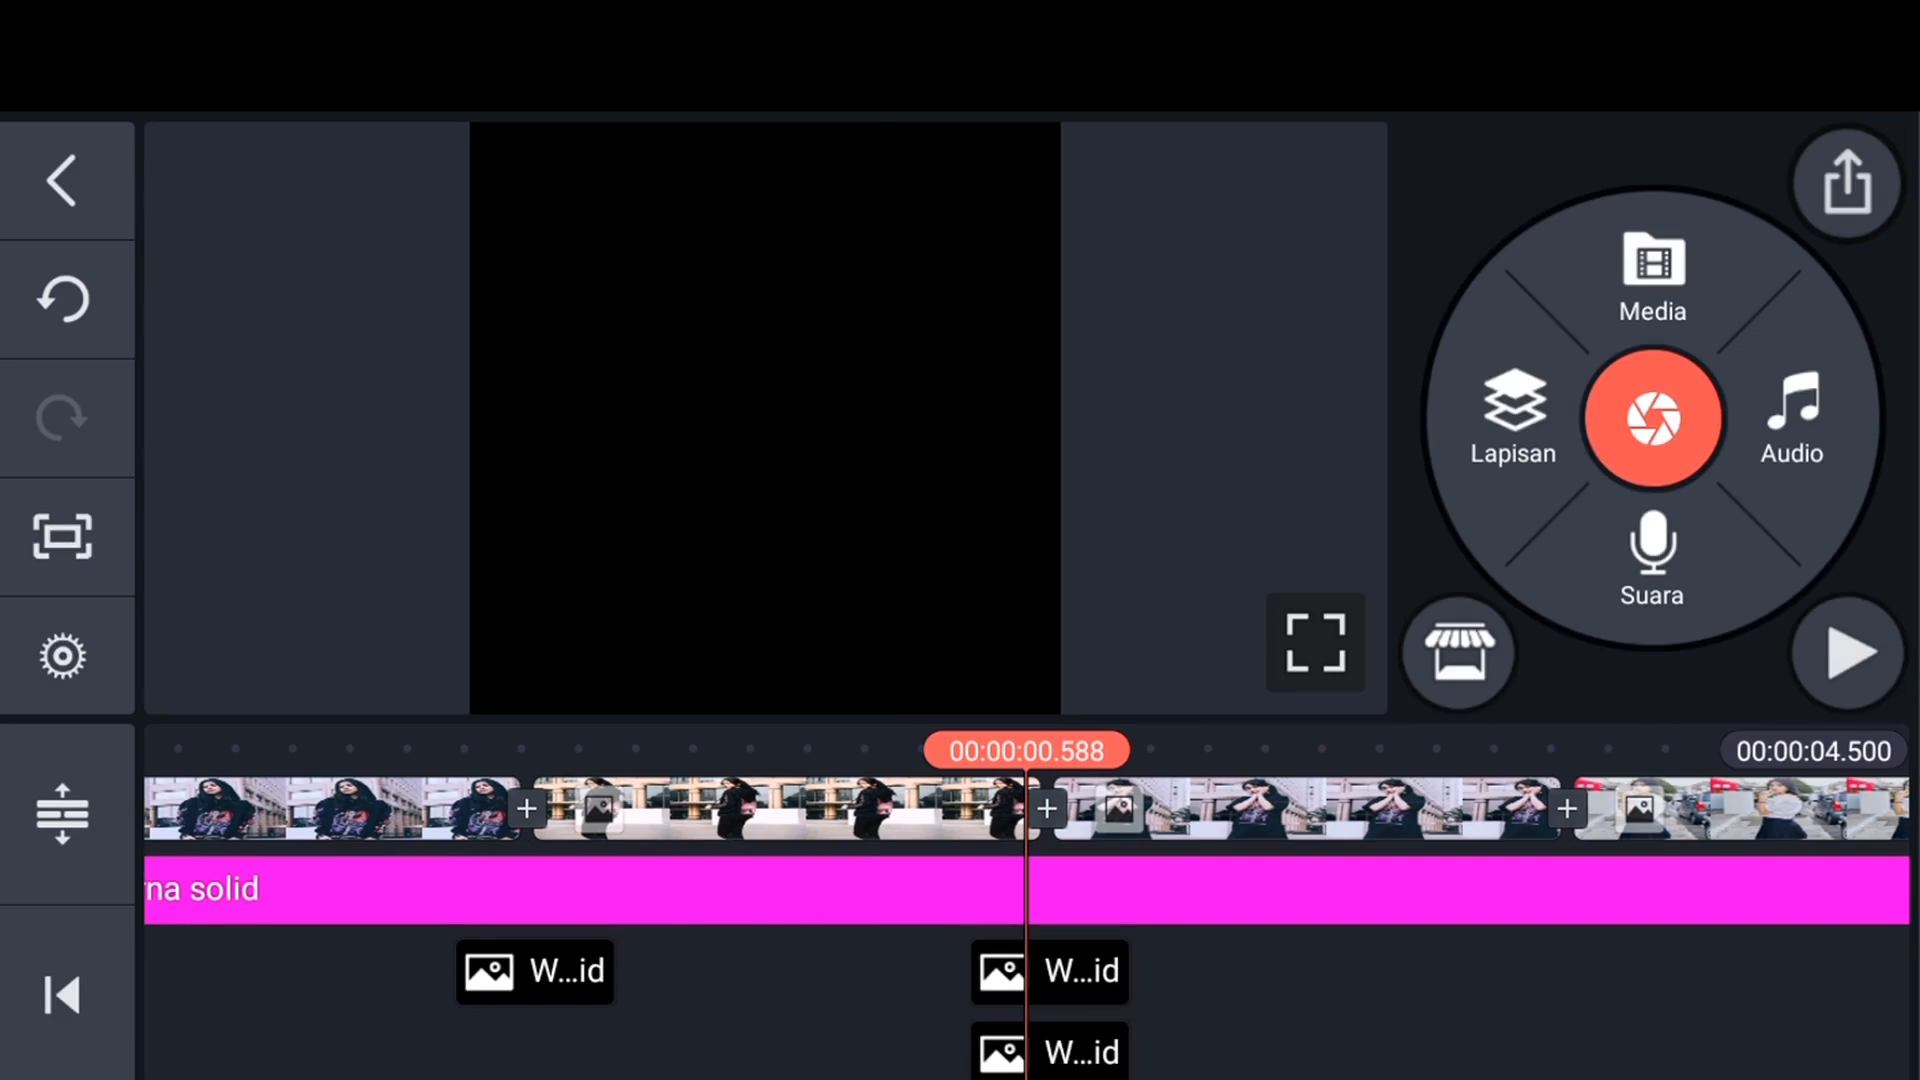 Media
Lapisan
Audio
Suara
00:00:00.588
00:00:04.500
na solid
W...id
W...id
W...id